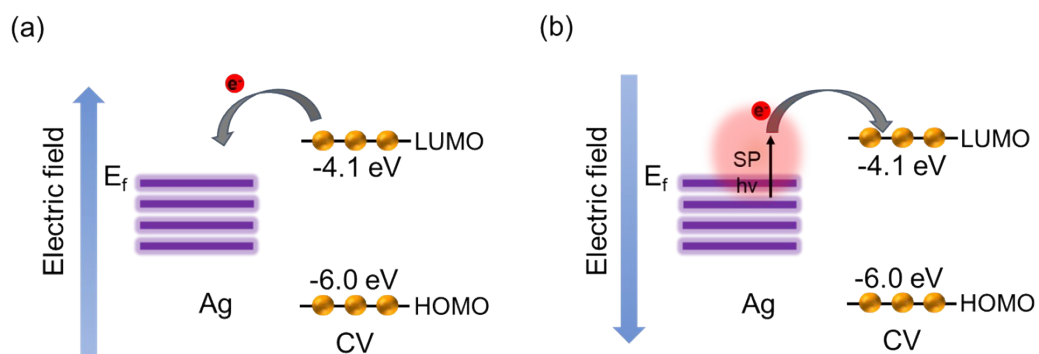 (a)
Electric field
e⁻
LUMO
-4.1 eV
E_f
-6.0 eV
HOMO
Ag
CV
(b)
Electric field
e⁻
LUMO
-4.1 eV
SP
hv
E_f
-6.0 eV
HOMO
Ag
CV